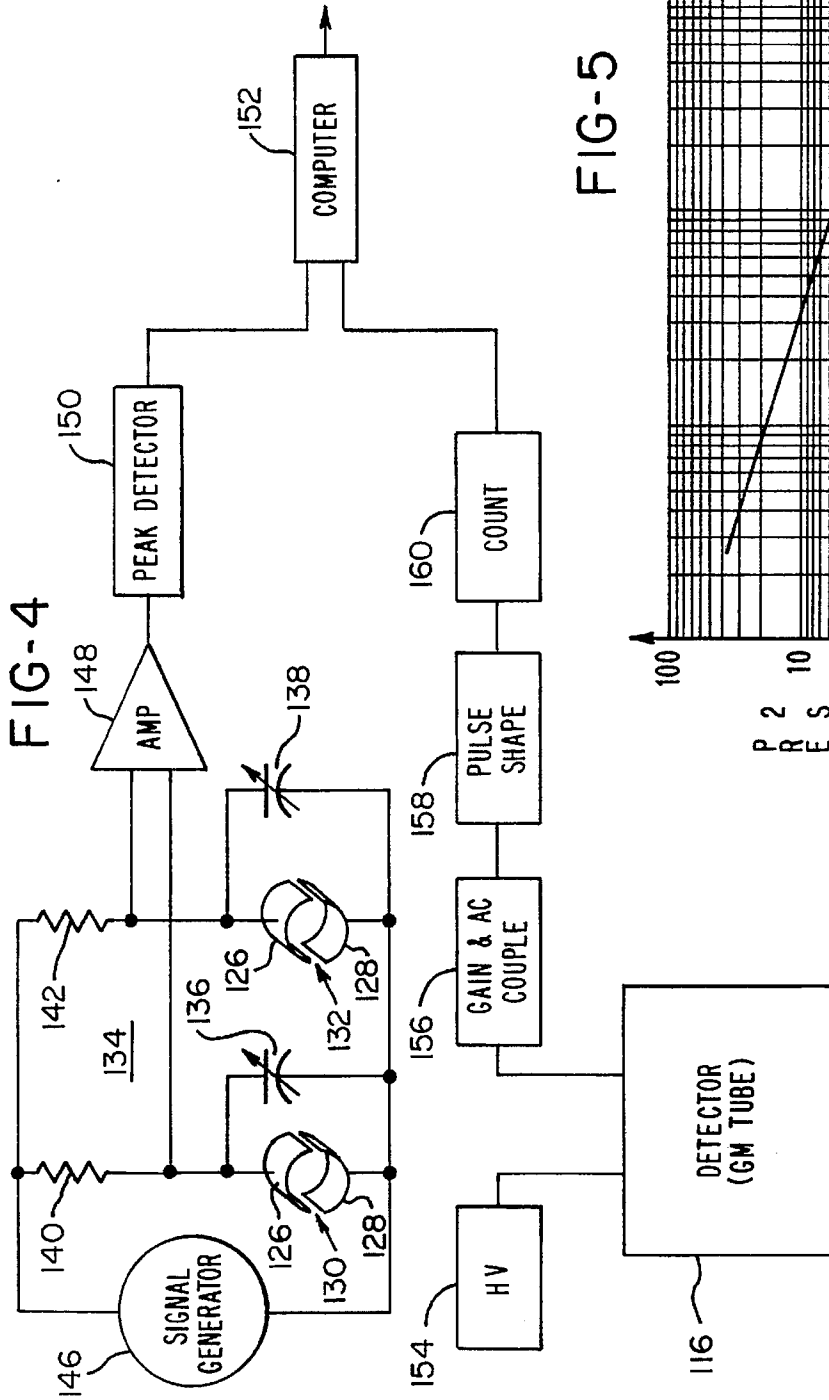 FIG-4
146
SIGNAL
GENERATOR
140
142
134
126
128
130
136
126
128
132
138
148
AMP
150
PEAK DETECTOR
152
COMPUTER
154
HV
116
DETECTOR
(GM TUBE)
156
GAIN & AC
COUPLE
158
PULSE
SHAPE
160
COUNT
FIG-5
100
10
P 2
R
E S